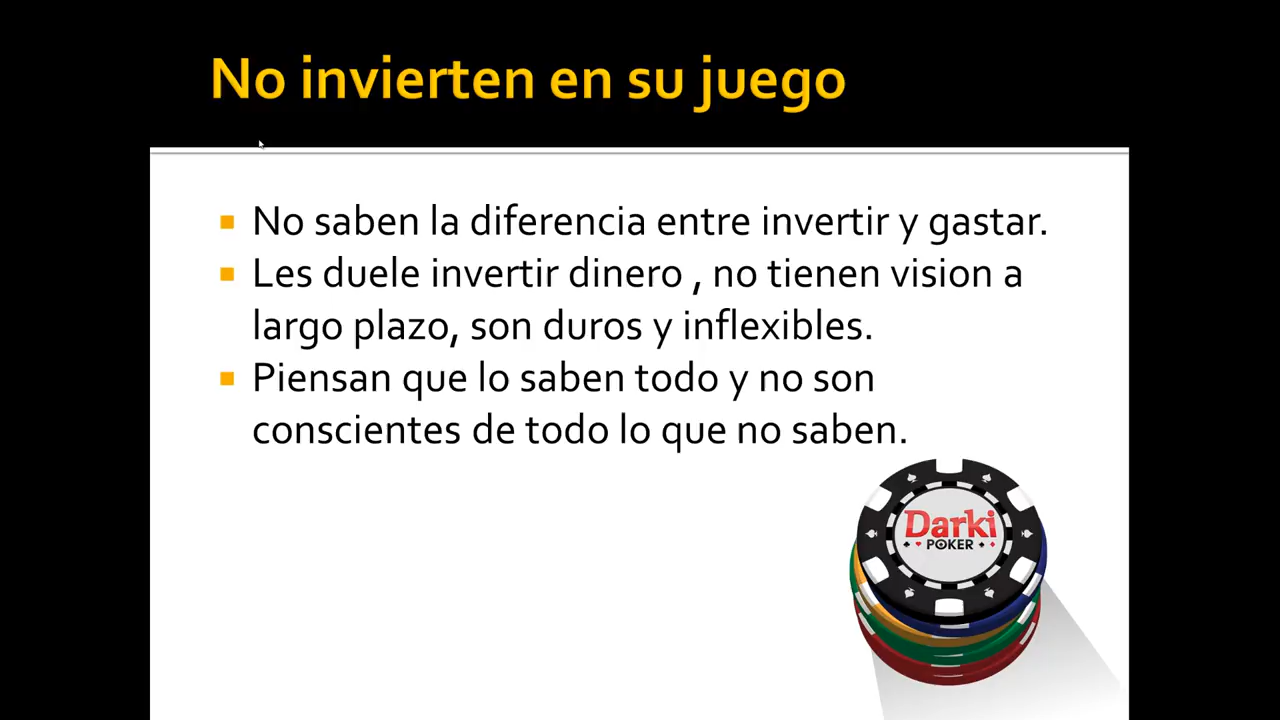 No invierten en su juego
No saben la diferencia entre invertir y gastar.
Les duele invertir dinero , no tienen vision a
largo plazo, son duros y inflexibles.
Piensan que lo saben todo y no son
conscientes de todo lo que no saben.
Darki
POKER